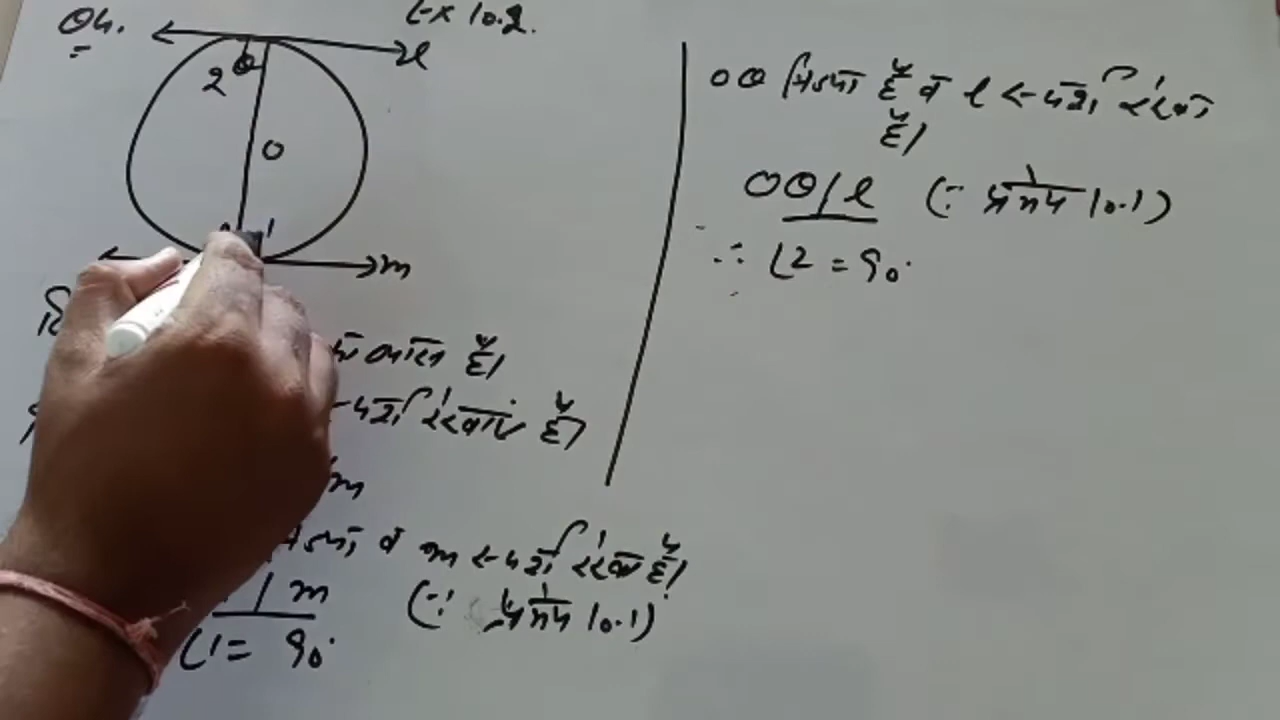 Q4.
Ex 10.2.
l
2 Q
O
1
m
है।
स्पर्श रेखाएँ है।
m
त्रिज्या व m स्पर्श रेखा है।
⊥ m (∵ प्रमेय 10.1)
∠1 = 90°
OQ त्रिज्या है व l स्पर्श रेखा
है।
OQ ⊥ l (∵ प्रमेय 10.1)
∴ ∠2 = 90°